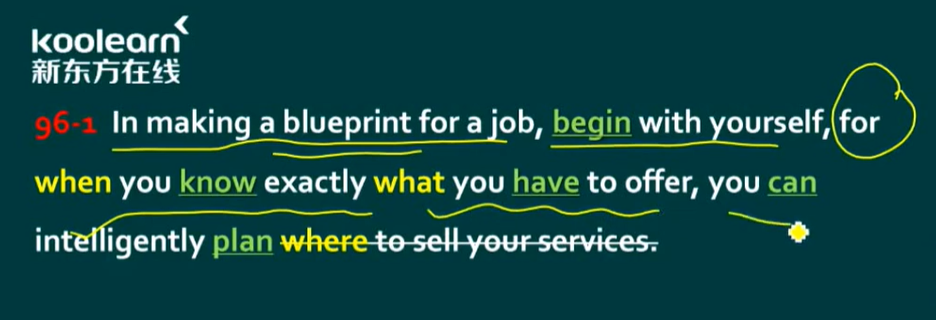 koolearn
新东方在线
96-1 In making a blueprint for a job, begin with yourself, for
when you know exactly what you have to offer, you can
intelligently plan where to sell your services.